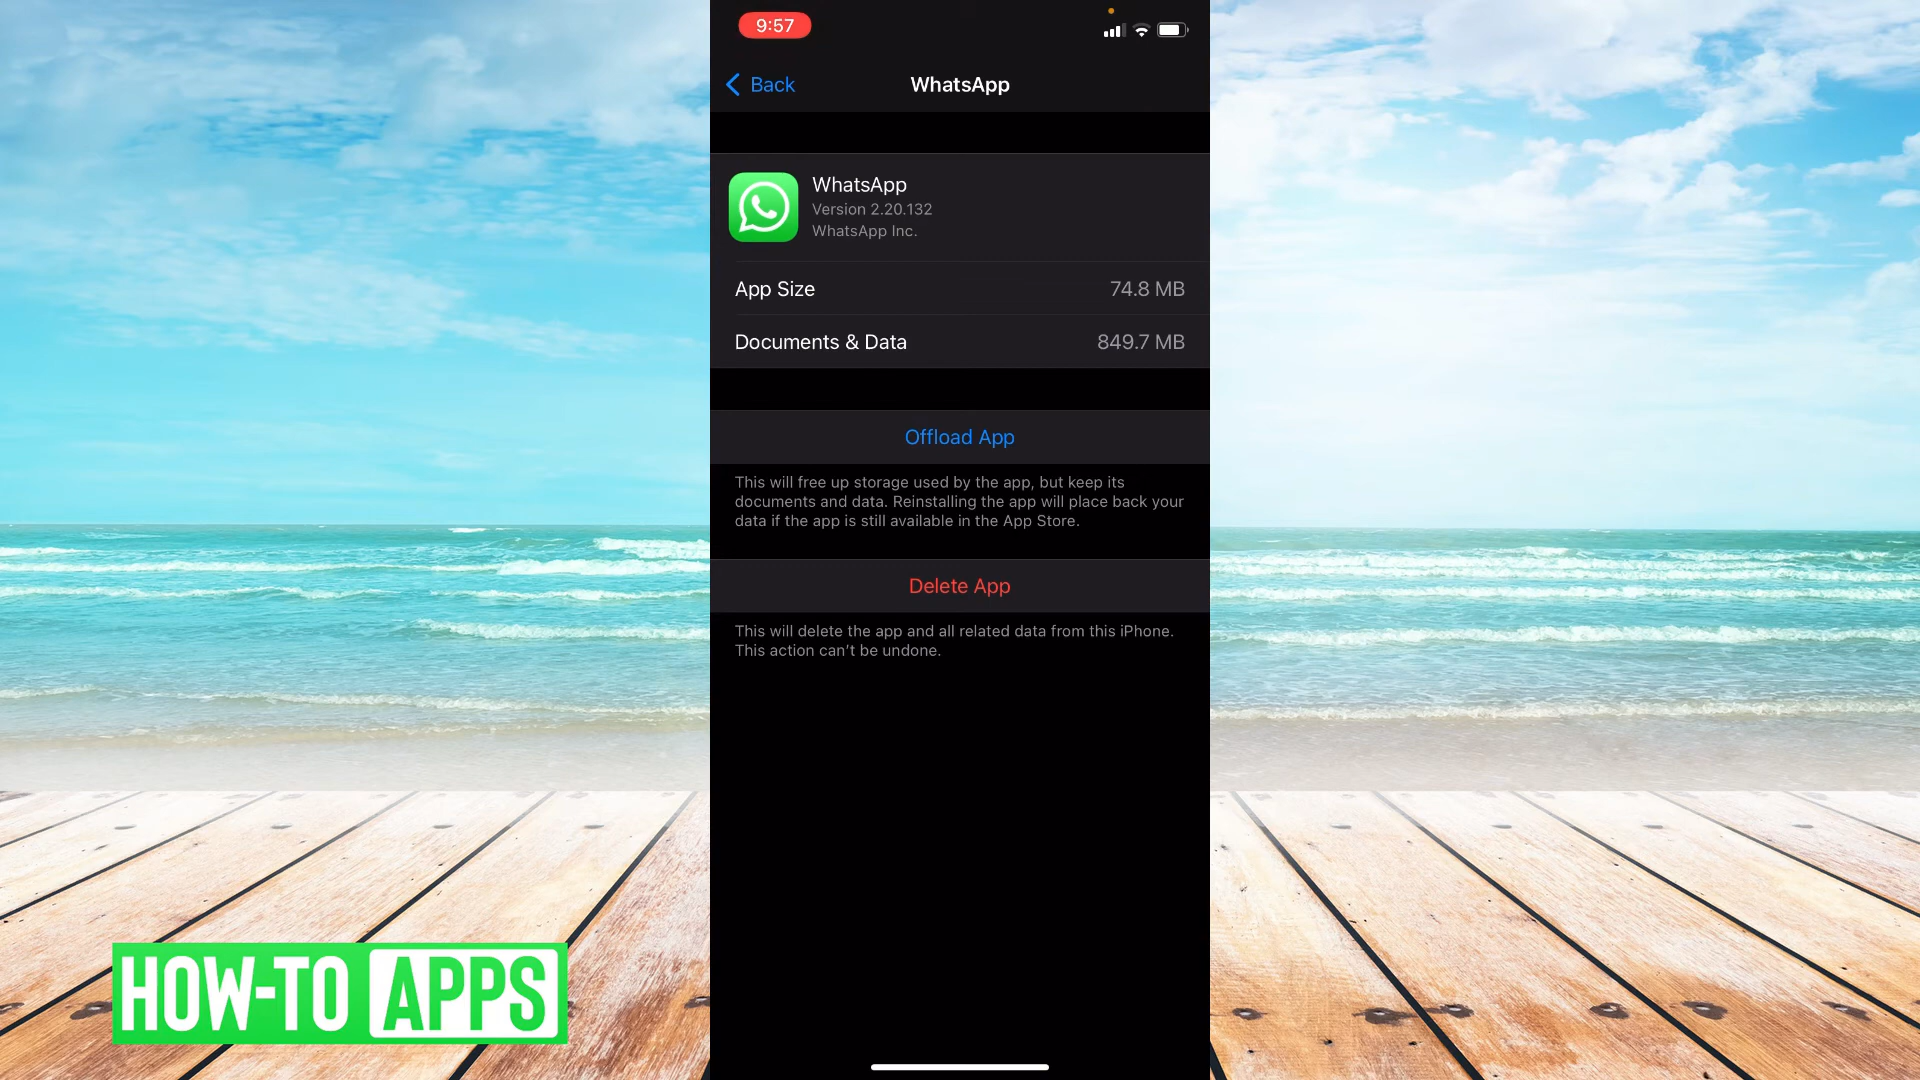 9:57
Back
WhatsApp
WhatsApp
Version 2.20.132
WhatsApp Inc.
App Size 74.8 MB
Documents & Data 849.7 MB
Offload App
This will free up storage used by the app, but keep its
documents and data. Reinstalling the app will place back your
data if the app is still available in the App Store.
Delete App
This will delete the app and all related data from this iPhone.
This action can't be undone.
HOW-TO APPS